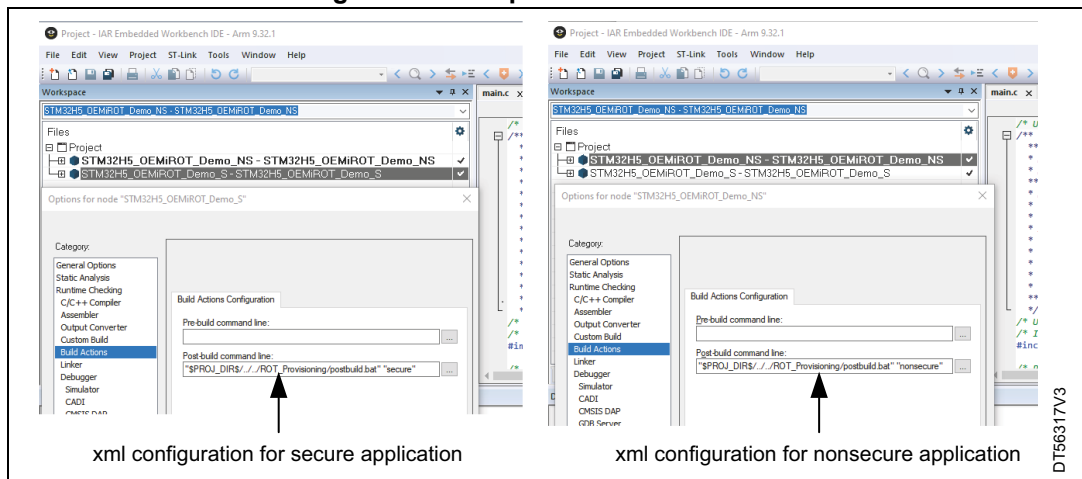 Project - IAR Embedded Workbench IDE - Arm 9.32.1
File Edit View Project ST-Link Tools Window Help
Workspace
main.c x
STM32H5_OEMiROT_Demo_NS - STM32H5_OEMiROT_Demo_NS
Files
Project
STM32H5_OEMiROT_Demo_NS - STM32H5_OEMiROT_Demo_NS
STM32H5_OEMiROT_Demo_S - STM32H5_OEMiROT_Demo_S
Options for node "STM32H5_OEMiROT_Demo_S"
Category:
General Options
Static Analysis
Runtime Checking
C/C++ Compiler
Assembler
Output Converter
Custom Build
Build Actions
Linker
Debugger
Simulator
CADI
CMSIS DAP
Build Actions Configuration
Pre-build command line:
...
Post-build command line:
"$PROJ_DIR$/../../ROT_Provisioning/postbuild.bat" "secure"
...
/*
/**
/*
/*
#in
/*
xml configuration for secure application
Project - IAR Embedded Workbench IDE - Arm 9.32.1
File Edit View Project ST-Link Tools Window Help
Workspace
main.c x
STM32H5_OEMiROT_Demo_NS - STM32H5_OEMiROT_Demo_NS
Files
Project
STM32H5_OEMiROT_Demo_NS - STM32H5_OEMiROT_Demo_NS
STM32H5_OEMiROT_Demo_S - STM32H5_OEMiROT_Demo_S
Options for node "STM32H5_OEMiROT_Demo_NS"
Category:
General Options
Static Analysis
Runtime Checking
C/C++ Compiler
Assembler
Output Converter
Custom Build
Build Actions
Linker
Debugger
Simulator
CADI
CMSIS DAP
GDB Server
Build Actions Configuration
Pre-build command line:
...
Post-build command line:
"$PROJ_DIR$/../../ROT_Provisioning/postbuild.bat" "nonsecure"
...
/* U
/**
**
*/
/* U
/* I
#inc
xml configuration for nonsecure application
DT56317V3